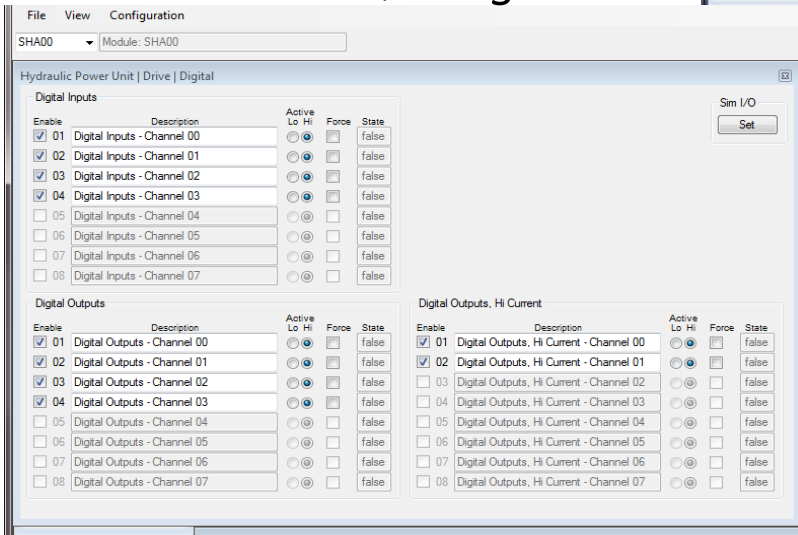 File View Configuration
SHA00 Module: SHA00
Hydraulic Power Unit | Drive | Digital
Digital Inputs
Sim I/O
Set
Active
Enable Description Lo Hi Force State
01 Digital Inputs - Channel 00 false
02 Digital Inputs - Channel 01 false
03 Digital Inputs - Channel 02 false
04 Digital Inputs - Channel 03 false
05 Digital Inputs - Channel 04 false
06 Digital Inputs - Channel 05 false
07 Digital Inputs - Channel 06 false
08 Digital Inputs - Channel 07 false
Digital Outputs
Active
Enable Description Lo Hi Force State
01 Digital Outputs - Channel 00 false
02 Digital Outputs - Channel 01 false
03 Digital Outputs - Channel 02 false
04 Digital Outputs - Channel 03 false
05 Digital Outputs - Channel 04 false
06 Digital Outputs - Channel 05 false
07 Digital Outputs - Channel 06 false
08 Digital Outputs - Channel 07 false
Digital Outputs, Hi Current
Active
Enable Description Lo Hi Force State
01 Digital Outputs, Hi Current - Channel 00 false
02 Digital Outputs, Hi Current - Channel 01 false
03 Digital Outputs, Hi Current - Channel 02 false
04 Digital Outputs, Hi Current - Channel 03 false
05 Digital Outputs, Hi Current - Channel 04 false
06 Digital Outputs, Hi Current - Channel 05 false
07 Digital Outputs, Hi Current - Channel 06 false
08 Digital Outputs, Hi Current - Channel 07 false